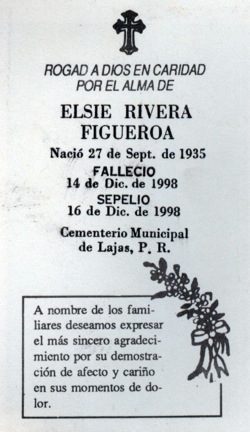 ROGAD A DIOS EN CARIDAD
POR EL ALMA DE
ELSIE RIVERA
FIGUEROA
Nació 27 de Sept. de 1935
FALLECIO
14 de Dic. de 1998
SEPELIO
16 de Dic. de 1998
Cementerio Municipal
de Lajas, P. R.
A nombre de los fami-
liares deseamos expresar
el más sincero agradeci-
miento por su demostra-
ción de afecto y cariño
en sus momentos de do-
lor.